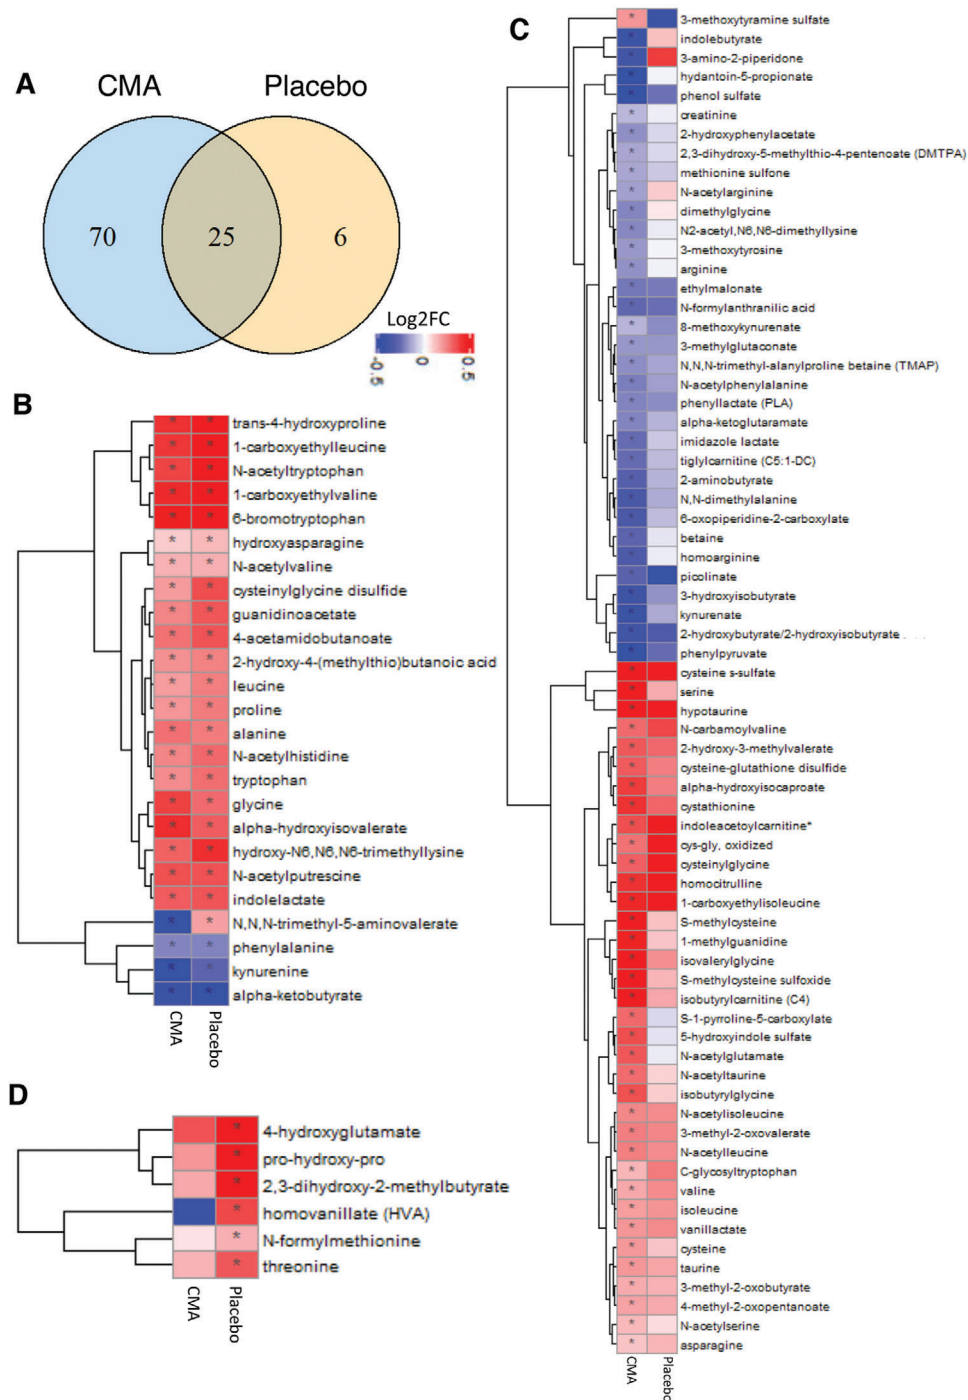 A
CMA
Placebo
70
25
6
Log2FC
-0.5
0
0.5
B
trans-4-hydroxyproline
1-carboxyethylleucine
N-acetyltryptophan
1-carboxyethylvaline
6-bromotryptophan
hydroxyasparagine
N-acetylvaline
cysteinylglycine disulfide
guanidinoacetate
4-acetamidobutanoate
2-hydroxy-4-(methylthio)butanoic acid
leucine
proline
alanine
N-acetylhistidine
tryptophan
glycine
alpha-hydroxyisovalerate
hydroxy-N6,N6,N6-trimethyllysine
N-acetylputrescine
indolelactate
N,N,N-trimethyl-5-aminovalerate
phenylalanine
kynurenine
alpha-ketobutyrate
CMA
Placebo
D
4-hydroxyglutamate
pro-hydroxy-pro
2,3-dihydroxy-2-methylbutyrate
homovanillate (HVA)
N-formylmethionine
threonine
CMA
Placebo
C
3-methoxytyramine sulfate
indolebutyrate
3-amino-2-piperidone
hydantoin-5-propionate
phenol sulfate
creatinine
2-hydroxyphenylacetate
2,3-dihydroxy-5-methylthio-4-pentenoate (DMTPA)
methionine sulfone
N-acetylarginine
dimethylglycine
N2-acetyl,N6,N6-dimethyllysine
3-methoxytyrosine
arginine
ethylmalonate
N-formylanthranilic acid
8-methoxykynurenate
3-methylglutaconate
N,N,N-trimethyl-alanylproline betaine (TMAP)
N-acetylphenylalanine
phenyllactate (PLA)
alpha-ketoglutaramate
imidazole lactate
tiglylcarnitine (C5:1-DC)
2-aminobutyrate
N,N-dimethylalanine
6-oxopiperidine-2-carboxylate
betaine
homoarginine
picolinate
3-hydroxyisobutyrate
kynurenate
2-hydroxybutyrate/2-hydroxyisobutyrate
phenylpyruvate
cysteine s-sulfate
serine
hypotaurine
N-carbamoylvaline
2-hydroxy-3-methylvalerate
cysteine-glutathione disulfide
alpha-hydroxyisocaproate
cystathionine
indoleacetoylcarnitine*
cys-gly, oxidized
cysteinylglycine
homocitrulline
1-carboxyethylisoleucine
S-methylcysteine
1-methylguanidine
isovalerylglycine
S-methylcysteine sulfoxide
isobutyrylcarnitine (C4)
S-1-pyrroline-5-carboxylate
5-hydroxyindole sulfate
N-acetylglutamate
N-acetyltaurine
isobutyrylglycine
N-acetylisoleucine
3-methyl-2-oxovalerate
N-acetylleucine
C-glycosyltryptophan
valine
isoleucine
vanillactate
cysteine
taurine
3-methyl-2-oxobutyrate
4-methyl-2-oxopentanoate
N-acetylserine
asparagine
CMA
Placebo